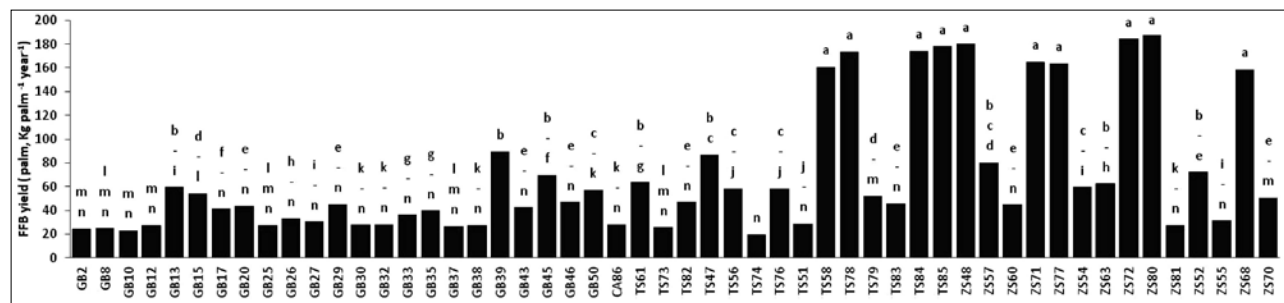 FFB yield ( palm, Kg palm -1 year-1)
200
180
160
140
120
100
80
60
40
20
0
m n
l m n
m n
m n
b - i
d - l
f - n
e - n
l m n
h - n
i - n
e - n
k - n
k - n
g - n
g - n
l m n
k - n
b
e - n
b - f
e - n
c - k
k - n
b - g
l m n
e - n
b c
c - j
n
c - j
j - n
a
a
d - m
e - n
a
a
a
b c d
e - n
a
a
c - i
b - h
a
a
k - n
b - e
i - n
a
e - m
GB2
GB8
GB10
GB12
GB13
GB15
GB17
GB20
GB25
GB26
GB27
GB29
GB30
GB32
GB33
GB35
GB37
GB38
GB39
GB43
GB45
GB46
GB50
CA86
TS61
TS73
TS82
TS47
TS56
TS74
TS76
TS51
TS58
TS78
TS79
TS83
TS84
TS85
ZS48
ZS57
ZS60
ZS71
ZS77
ZS54
ZS63
ZS72
ZS80
ZS81
ZS52
ZS55
ZS68
ZS70